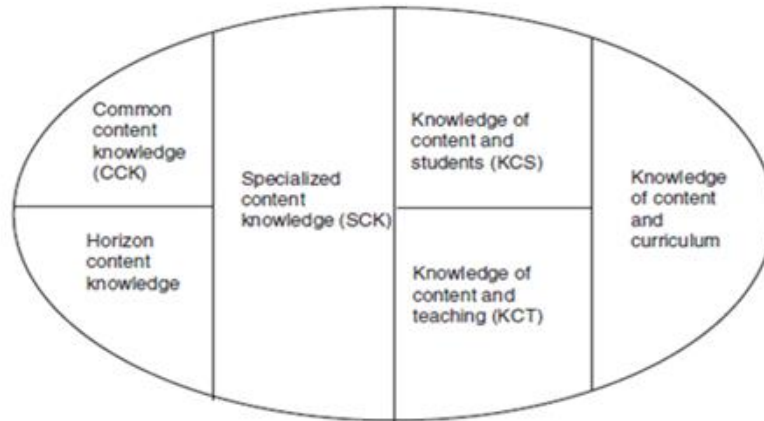 Common
content
knowledge
(CCK)
Horizon
content
knowledge
Specialized
content
knowledge (SCK)
Knowledge of
content and
students (KCS)
Knowledge of
content and
teaching (KCT)
Knowledge
of content
and
curriculum